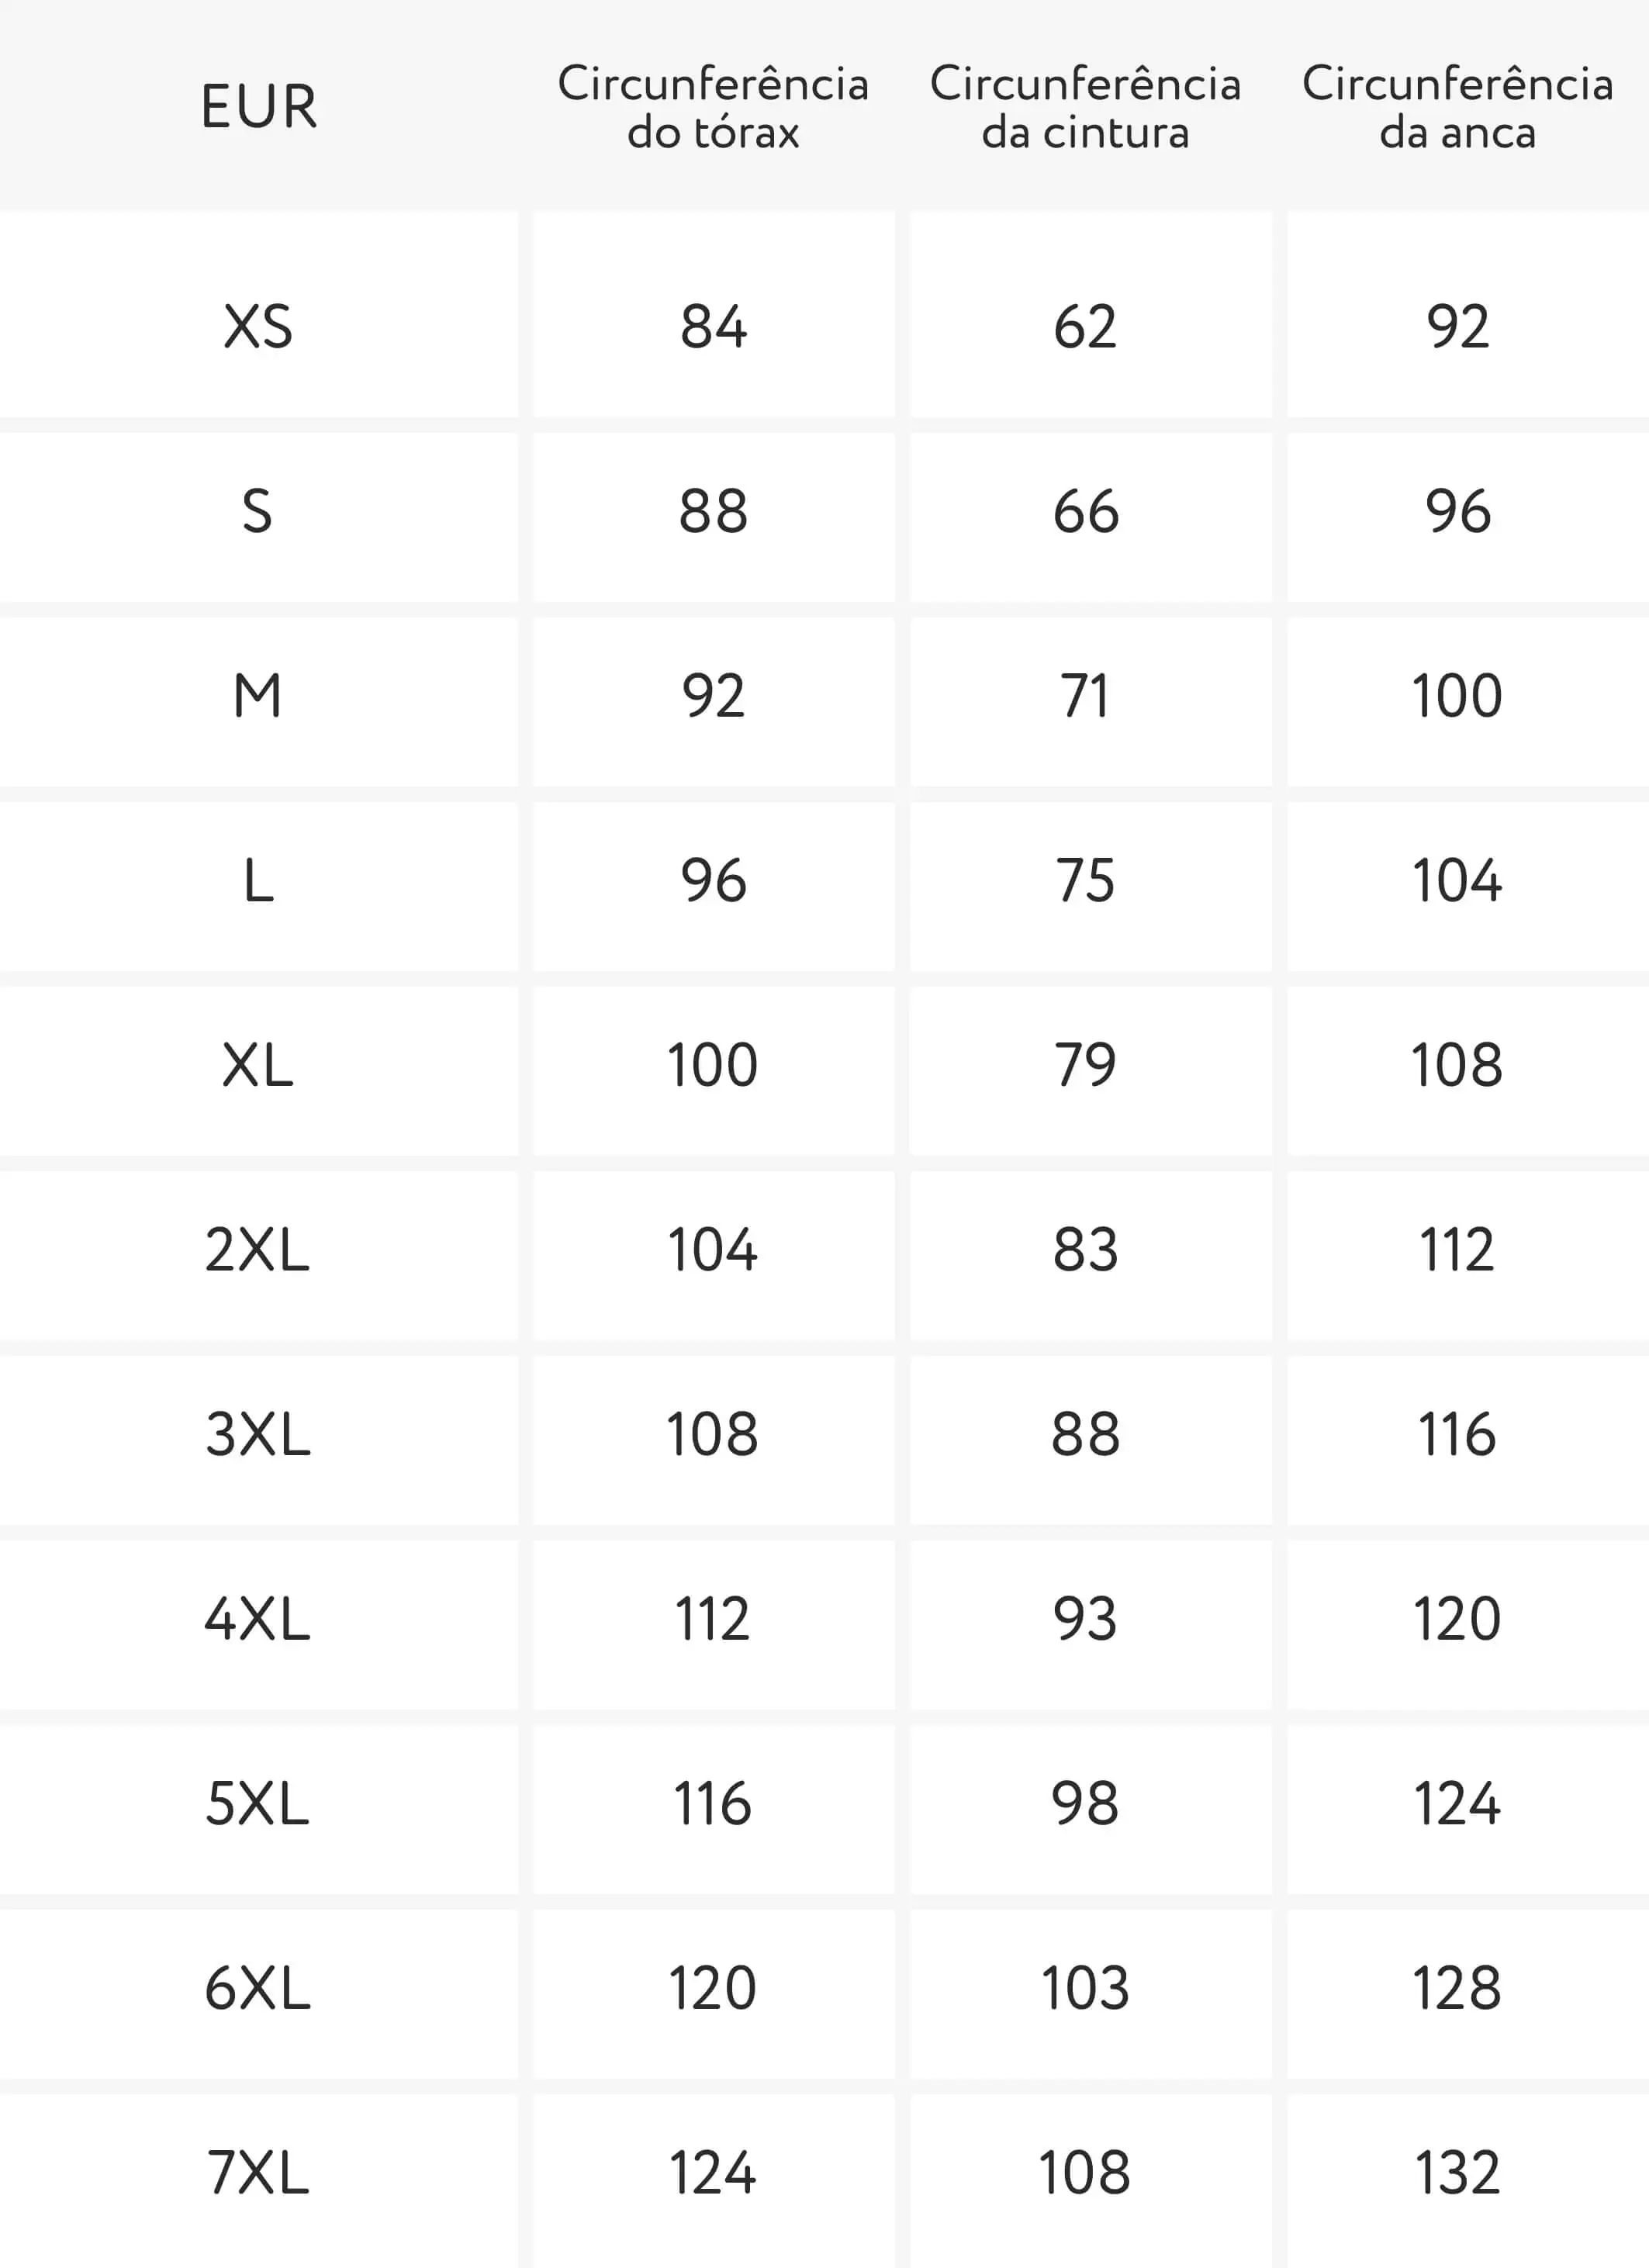 EUR Circunferência do tórax Circunferência da cintura Circunferência da anca
XS 84 62 92
S 88 66 96
M 92 71 100
L 96 75 104
XL 100 79 108
2XL 104 83 112
3XL 108 88 116
4XL 112 93 120
5XL 116 98 124
6XL 120 103 128
7XL 124 108 132